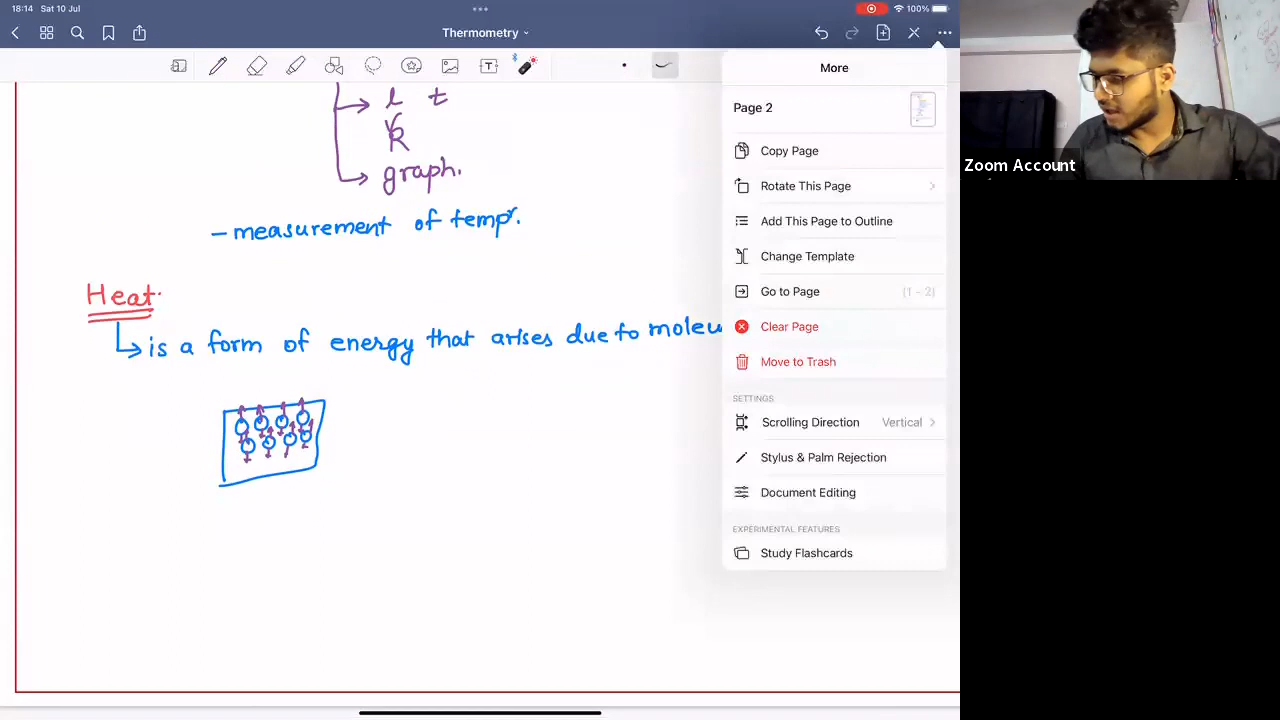 18:14 Sat 10 Jul
100%
Thermometry
More
Page 2
Copy Page
Rotate This Page
Add This Page to Outline
Change Template
Go to Page (1 - 2)
Clear Page
Move to Trash
SETTINGS
Scrolling Direction Vertical
Stylus & Palm Rejection
Document Editing
EXPERIMENTAL FEATURES
Study Flashcards
l t
graph.
- measurement of tempr.
Heat.
is a form of energy that arises due to molecu
Zoom Account